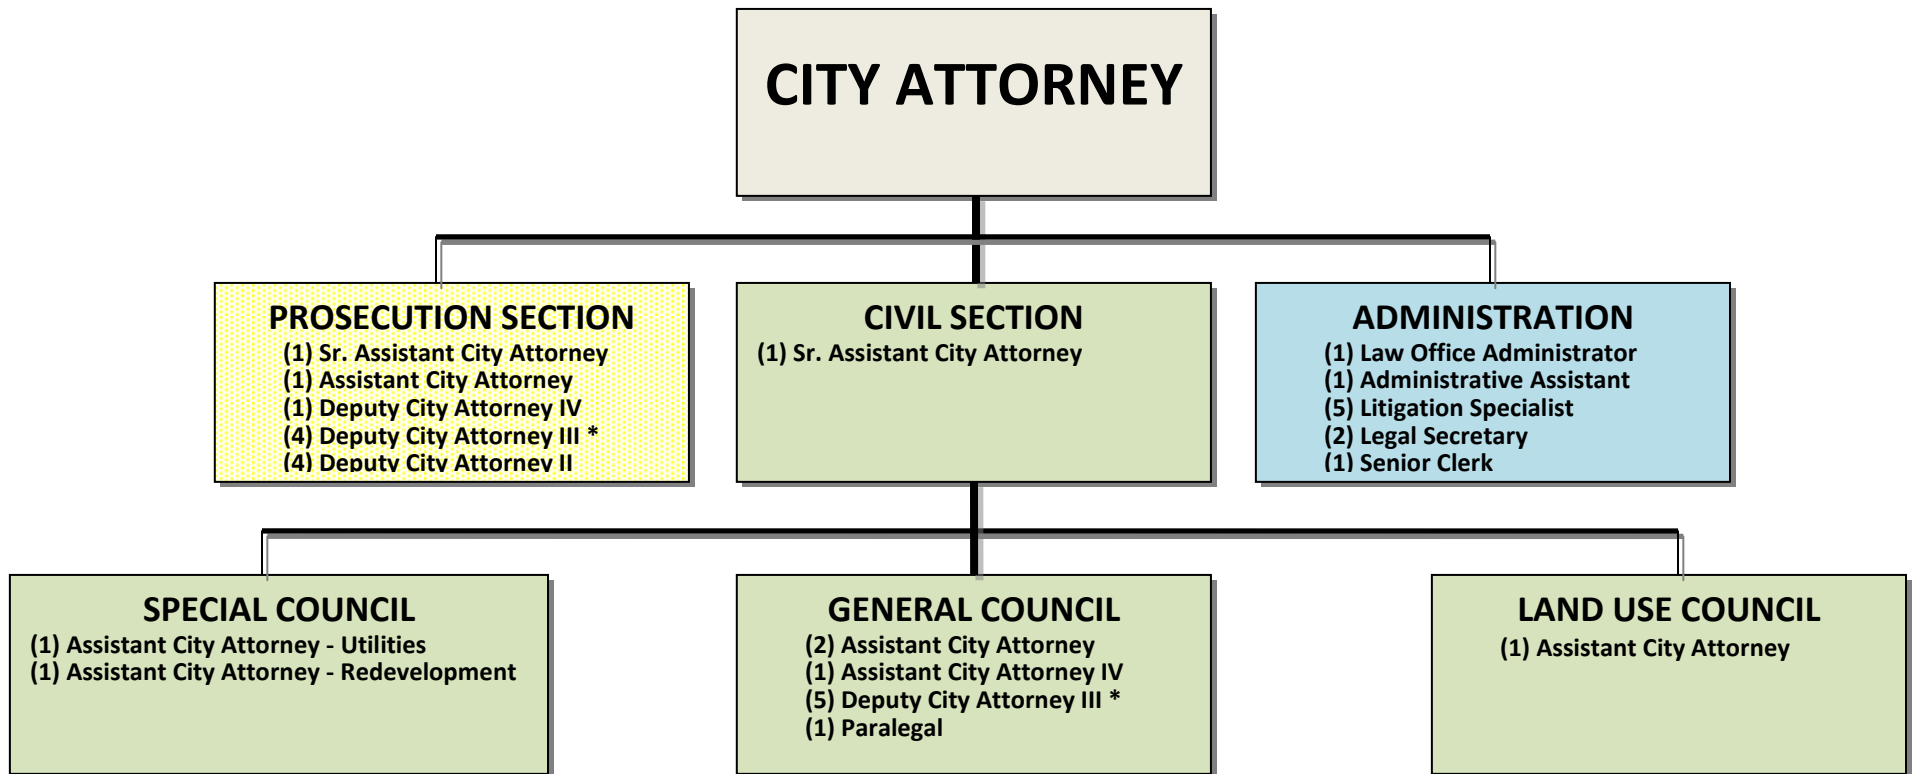 CITY ATTORNEY
PROSECUTION SECTION
(1) Sr. Assistant City Attorney
(1) Assistant City Attorney
(1) Deputy City Attorney IV
(4) Deputy City Attorney III *
(4) Deputy City Attorney II
CIVIL SECTION
(1) Sr. Assistant City Attorney
ADMINISTRATION
(1) Law Office Administrator
(1) Administrative Assistant
(5) Litigation Specialist
(2) Legal Secretary
(1) Senior Clerk
SPECIAL COUNCIL
(1) Assistant City Attorney - Utilities
(1) Assistant City Attorney - Redevelopment
GENERAL COUNCIL
(2) Assistant City Attorney
(1) Assistant City Attorney IV
(5) Deputy City Attorney III *
(1) Paralegal
LAND USE COUNCIL
(1) Assistant City Attorney